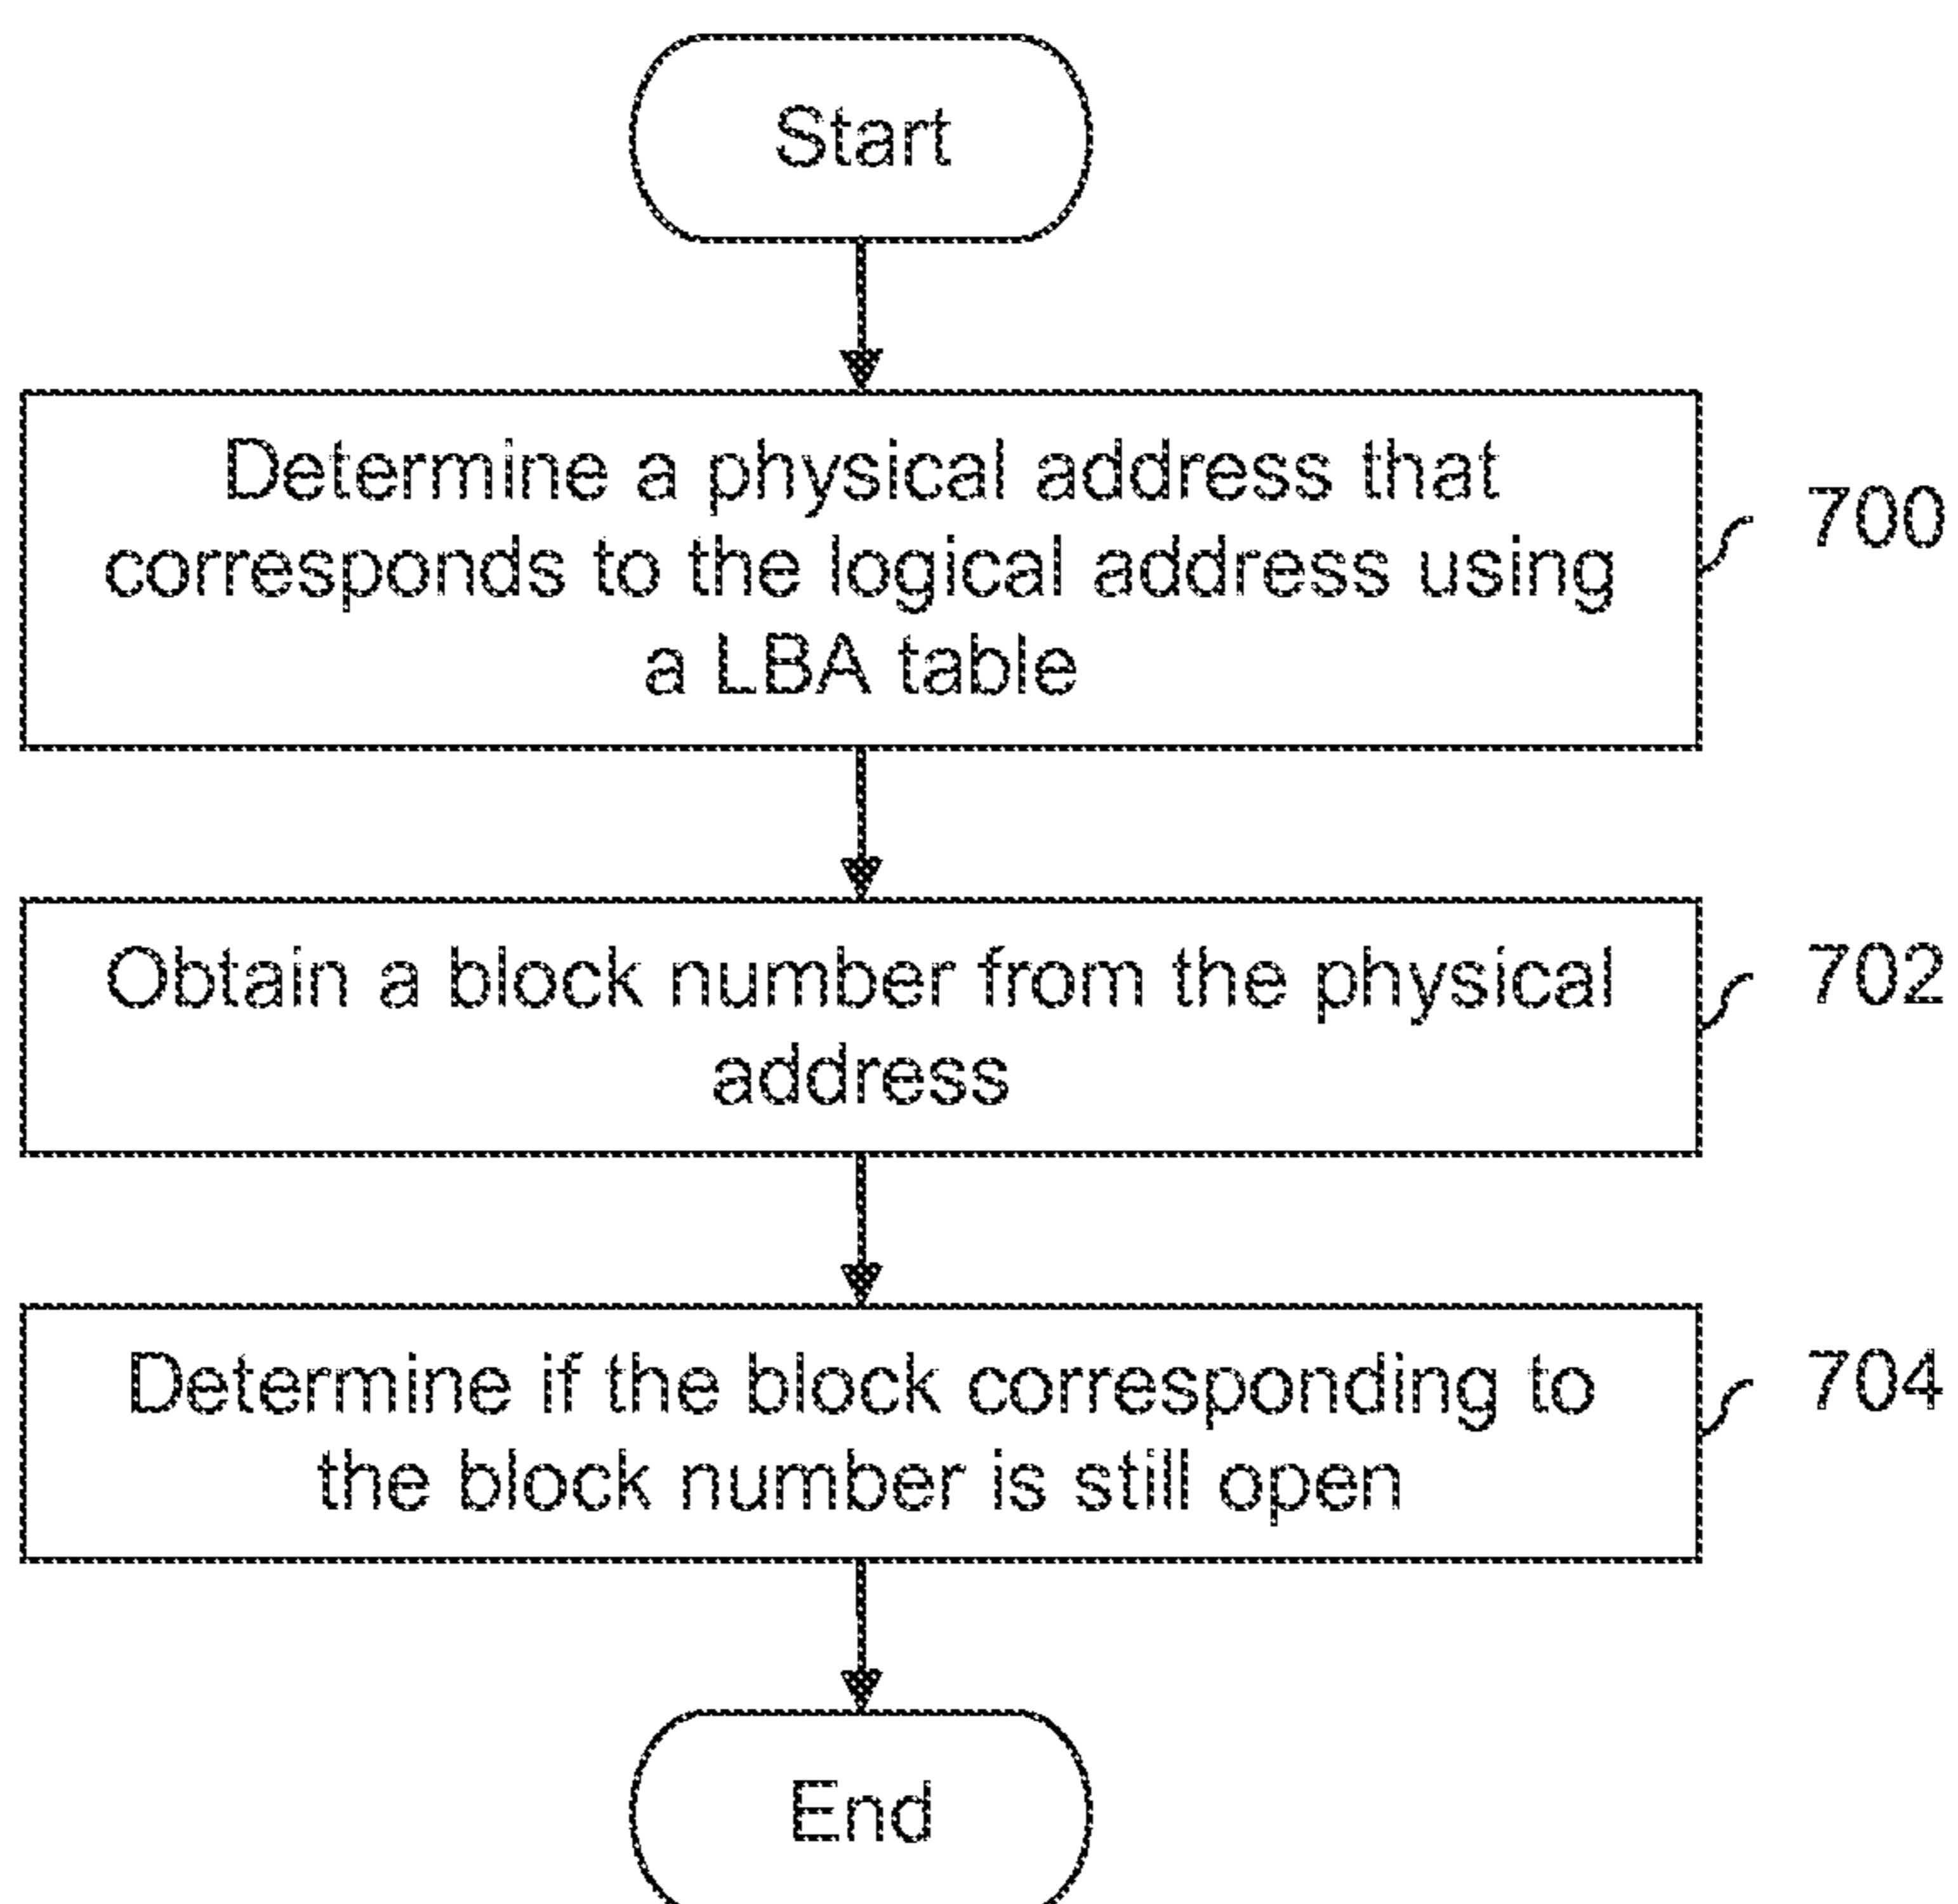 Start
Determine a physical address that
corresponds to the logical address using
a LBA table
700
Obtain a block number from the physical
address
702
Determine if the block corresponding to
the block number is still open
704
End